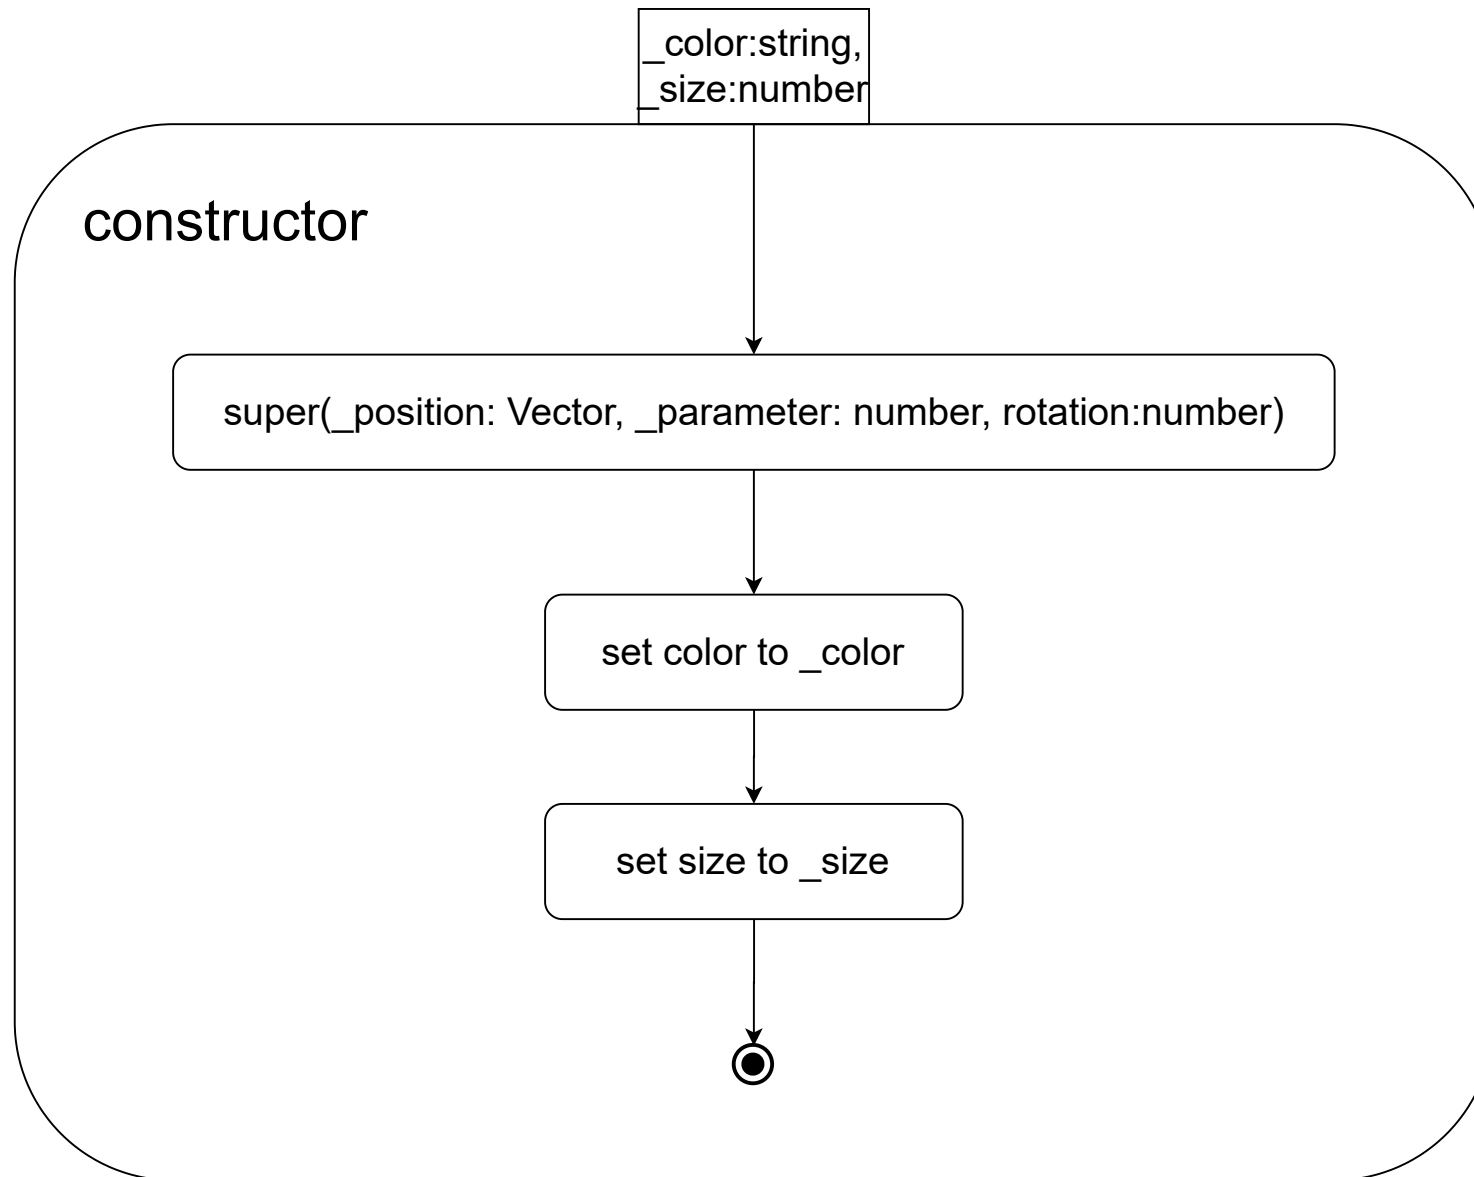 _color:string,
_size:number
constructor
super(_position: Vector, _parameter: number, rotation:number)
set color to _color
set size to _size